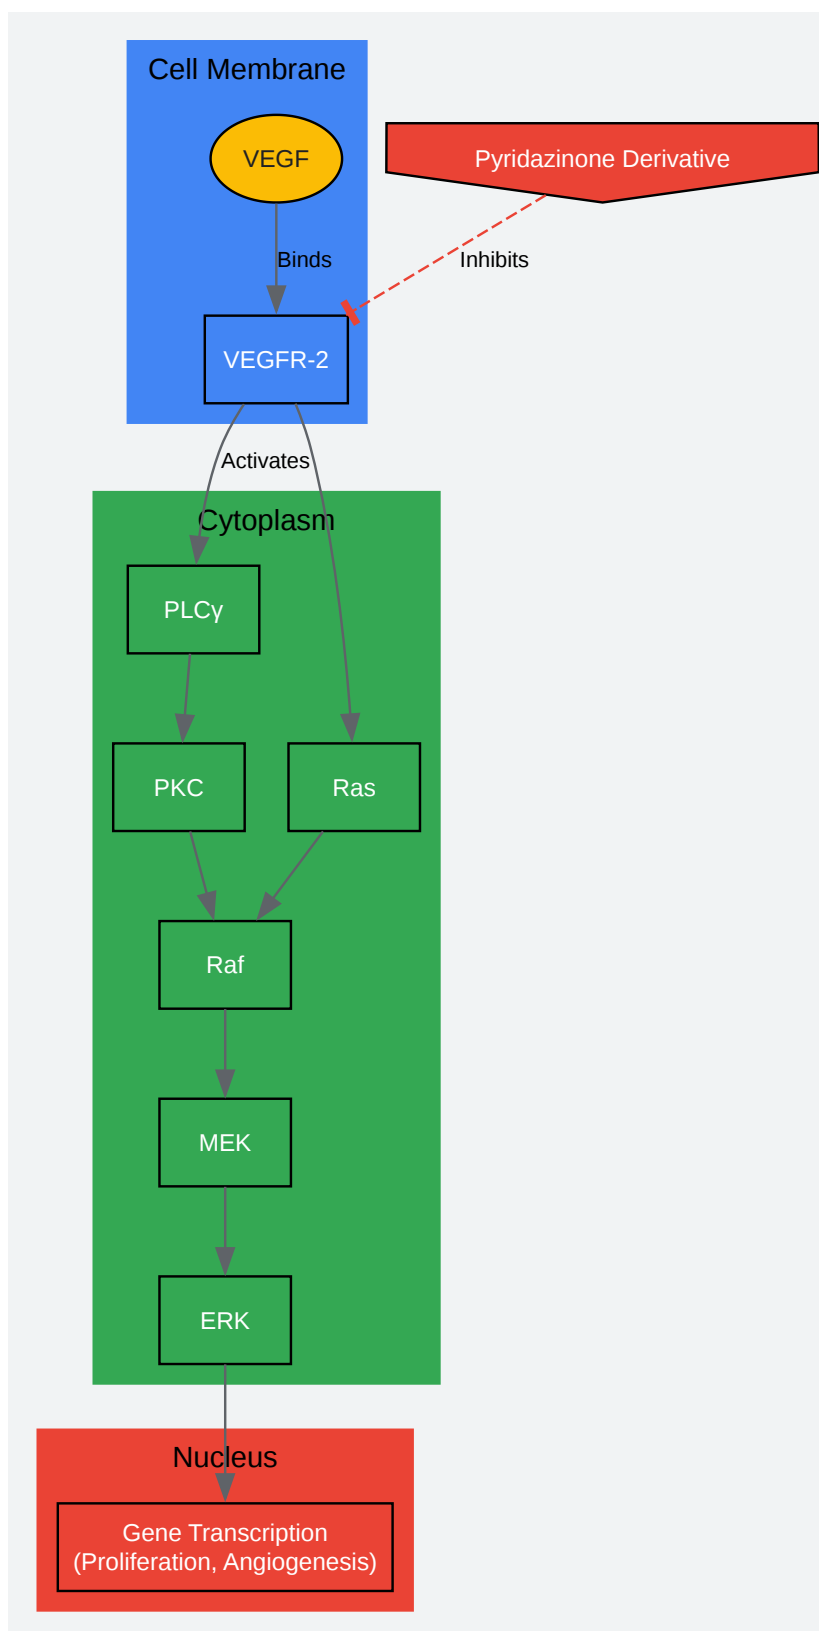 Cell Membrane
VEGF
Pyridazinone Derivative
Binds
Inhibits
VEGFR-2
Activates
Cytoplasm
PLCγ
PKC
Ras
Raf
MEK
ERK
Nucleus
Gene Transcription
(Proliferation, Angiogenesis)